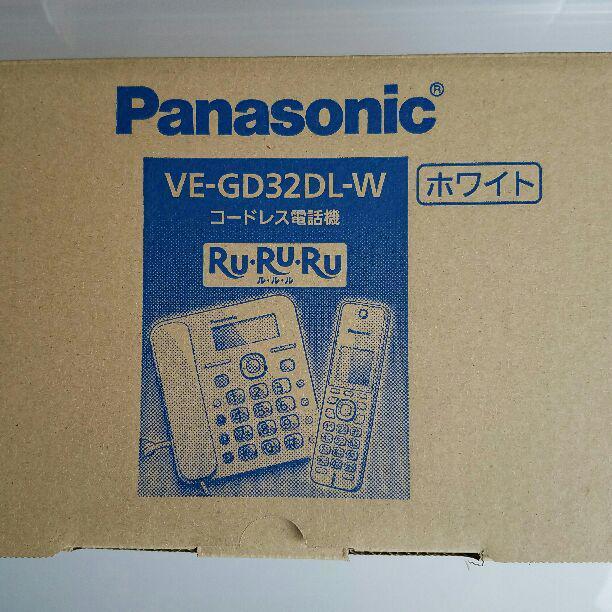 Panasonic®
VE-GD32DL-W
ホワイト
コードレス電話機
RU・RU・RU
ル・ル・ル
Panasonic